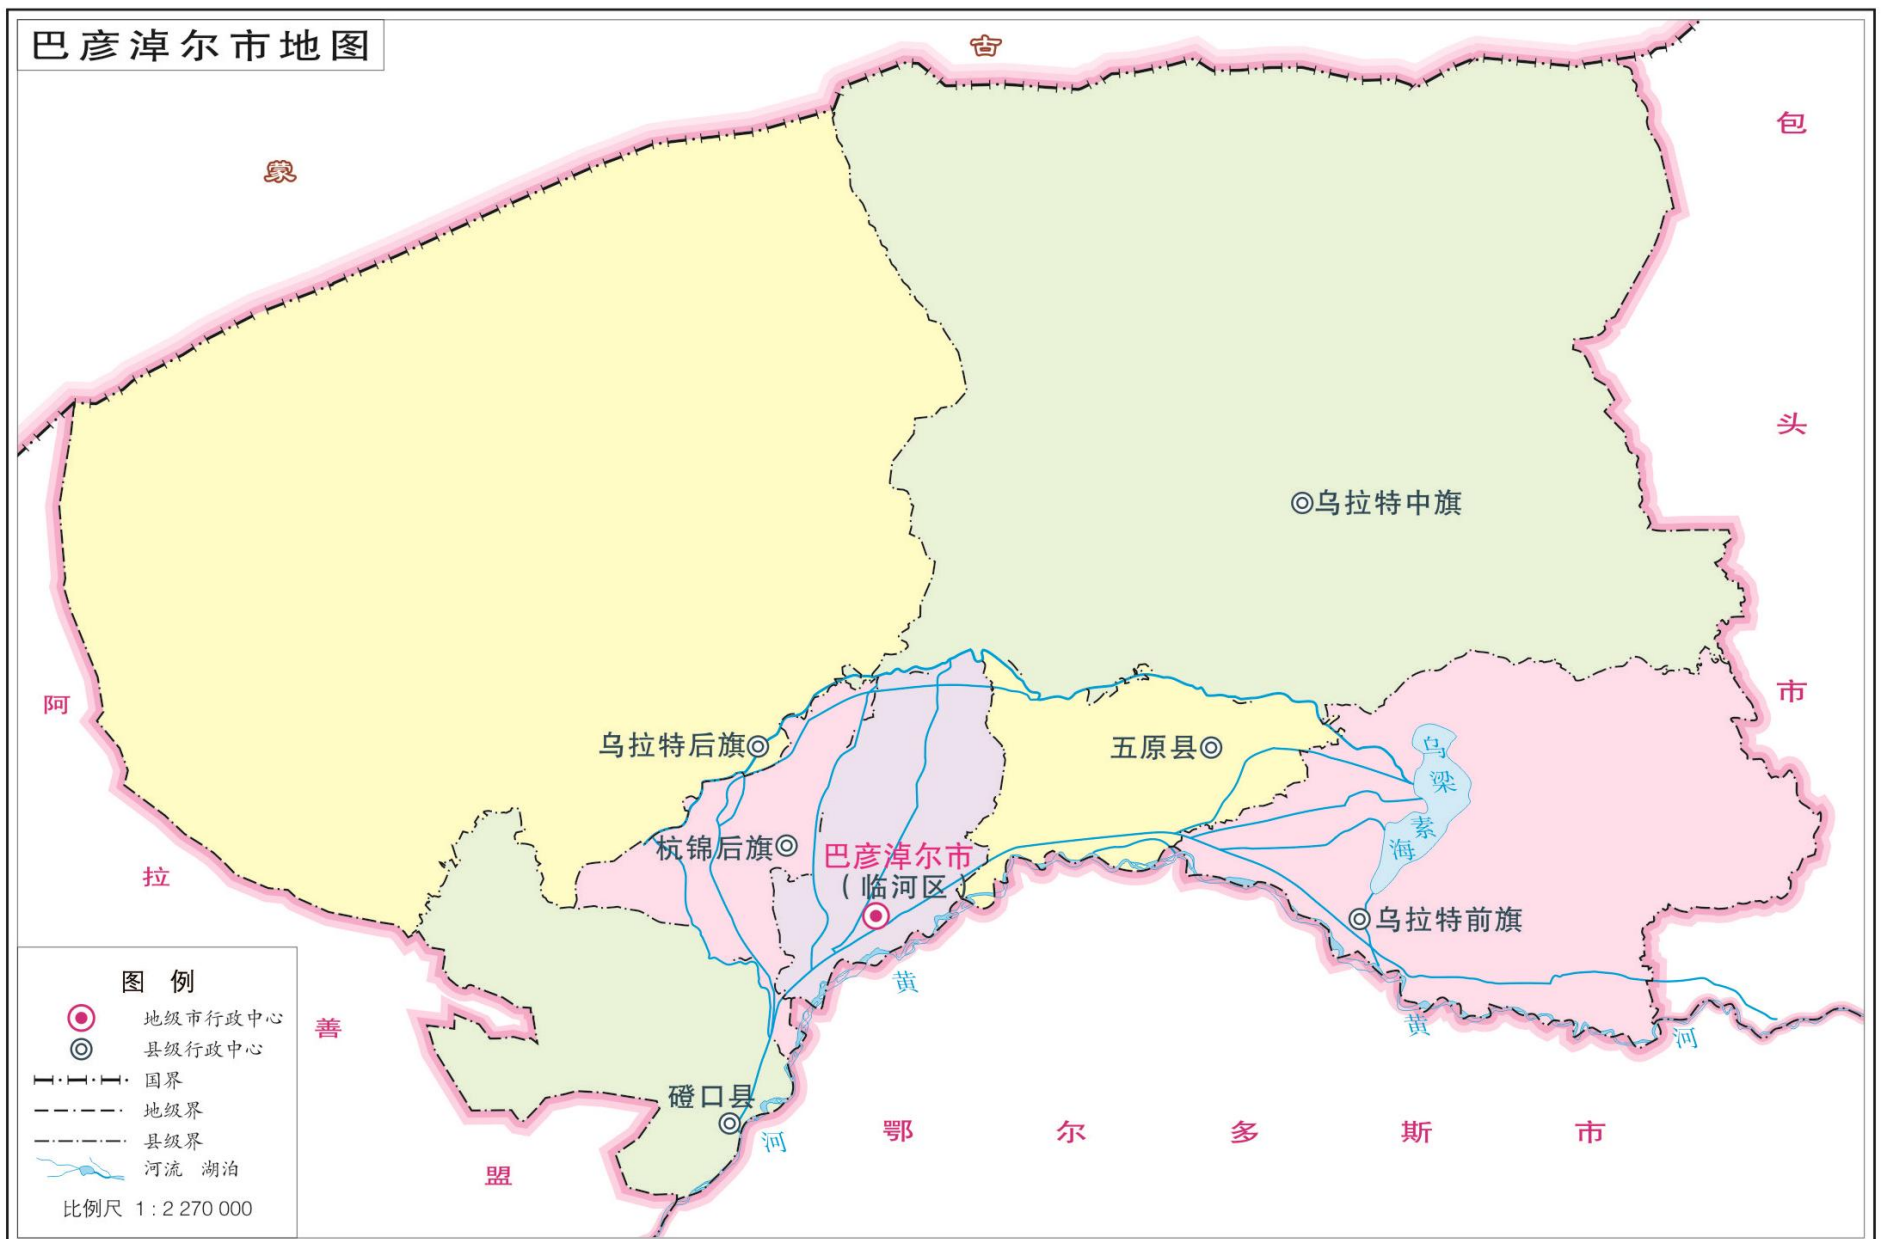 巴彦淖尔市地图
蒙
古
包
头
市
乌拉特中旗
乌拉特后旗
五原县
乌
梁
素
海
杭锦后旗
巴彦淖尔市
（临河区）
乌拉特前旗
阿
拉
善
盟
磴口县
黄
河
黄
河
鄂
尔
多
斯
市
图 例
地级市行政中心
县级行政中心
国界
地级界
县级界
河流 湖泊
比例尺 1 : 2 270 000